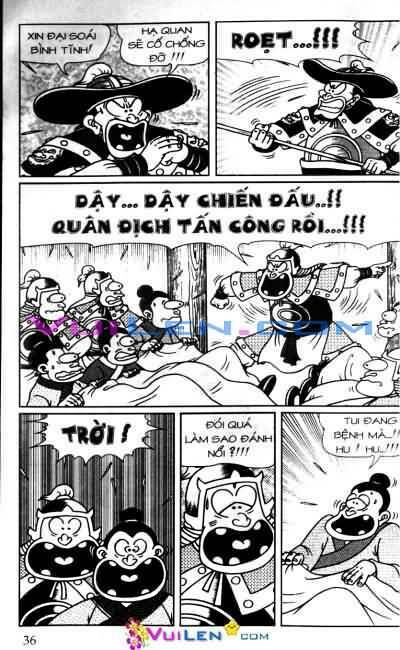 XIN ĐẠI SOÁI
BÌNH TĨNH!
HẠ QUAN
SẼ CỐ CHỐNG
ĐỠ !!!
ROẸT...!!!
DẬY... DẬY CHIẾN ĐẤU..!!
QUÂN ĐỊCH TẤN CÔNG RỒI...!!!
VUILEN.COM
TRỜI !
ĐÓI QUÁ
LÀM SAO ĐÁNH
NỔI ?!!!
TUI ĐANG
BỆNH MÀ..!
HU ! HU..!!!
36
VUILEN.COM